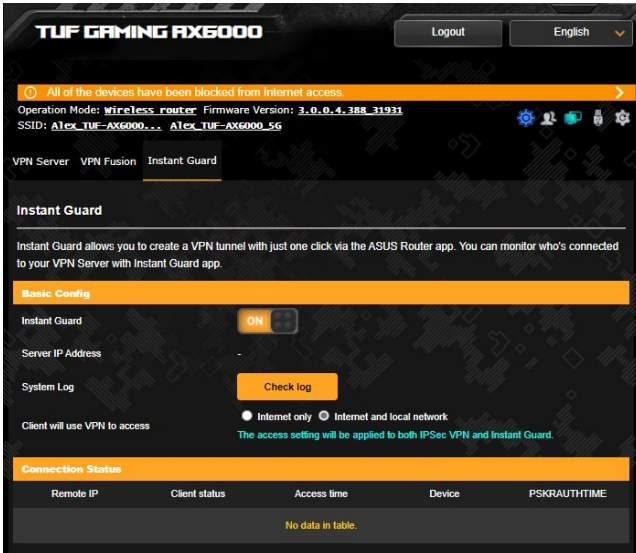 TUF GAMING AX6000
Logout
English
All of the devices have been blocked from Internet access.
Operation Mode: Wireless router Firmware Version: 3.0.0.4.388_31931
SSID: Alex_TUF-AX6000... Alex_TUF-AX6000_5G
VPN Server VPN Fusion Instant Guard
Instant Guard
Instant Guard allows you to create a VPN tunnel with just one click via the ASUS Router app. You can monitor who's connected
to your VPN Server with Instant Guard app.
Basic Config
Instant Guard ON
Server IP Address -
System Log Check log
Client will use VPN to access Internet only Internet and local network
The access setting will be applied to both IPSec VPN and Instant Guard.
Connection Status
Remote IP Client status Access time Device PSKRAUTHTIME
No data in table.